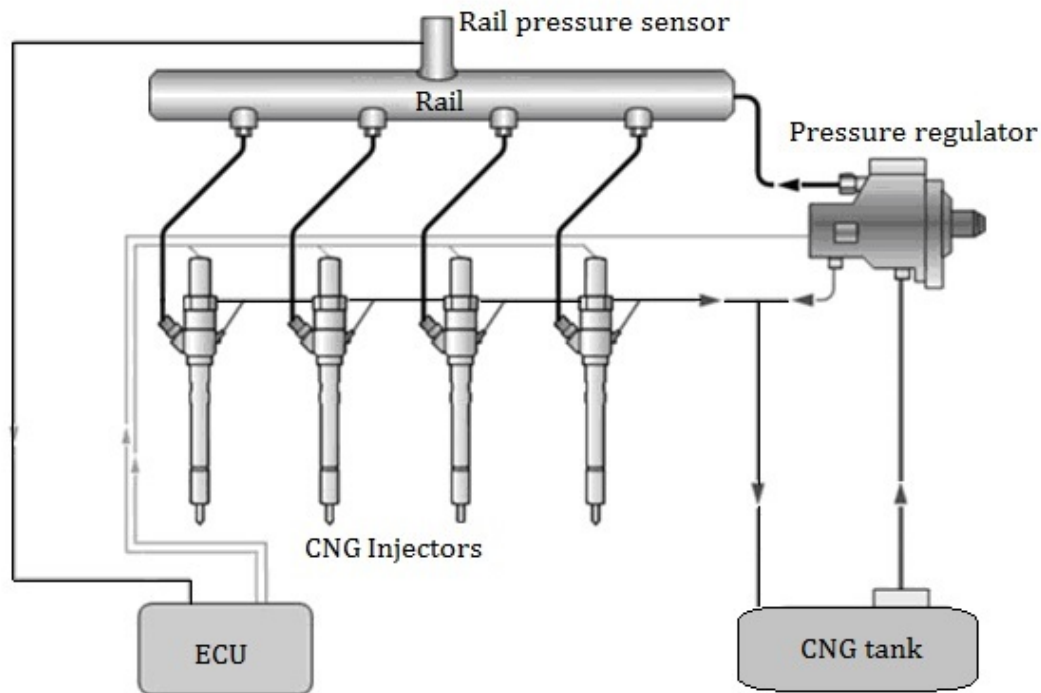 Rail pressure sensor
Rail
Pressure regulator
CNG Injectors
ECU
CNG tank